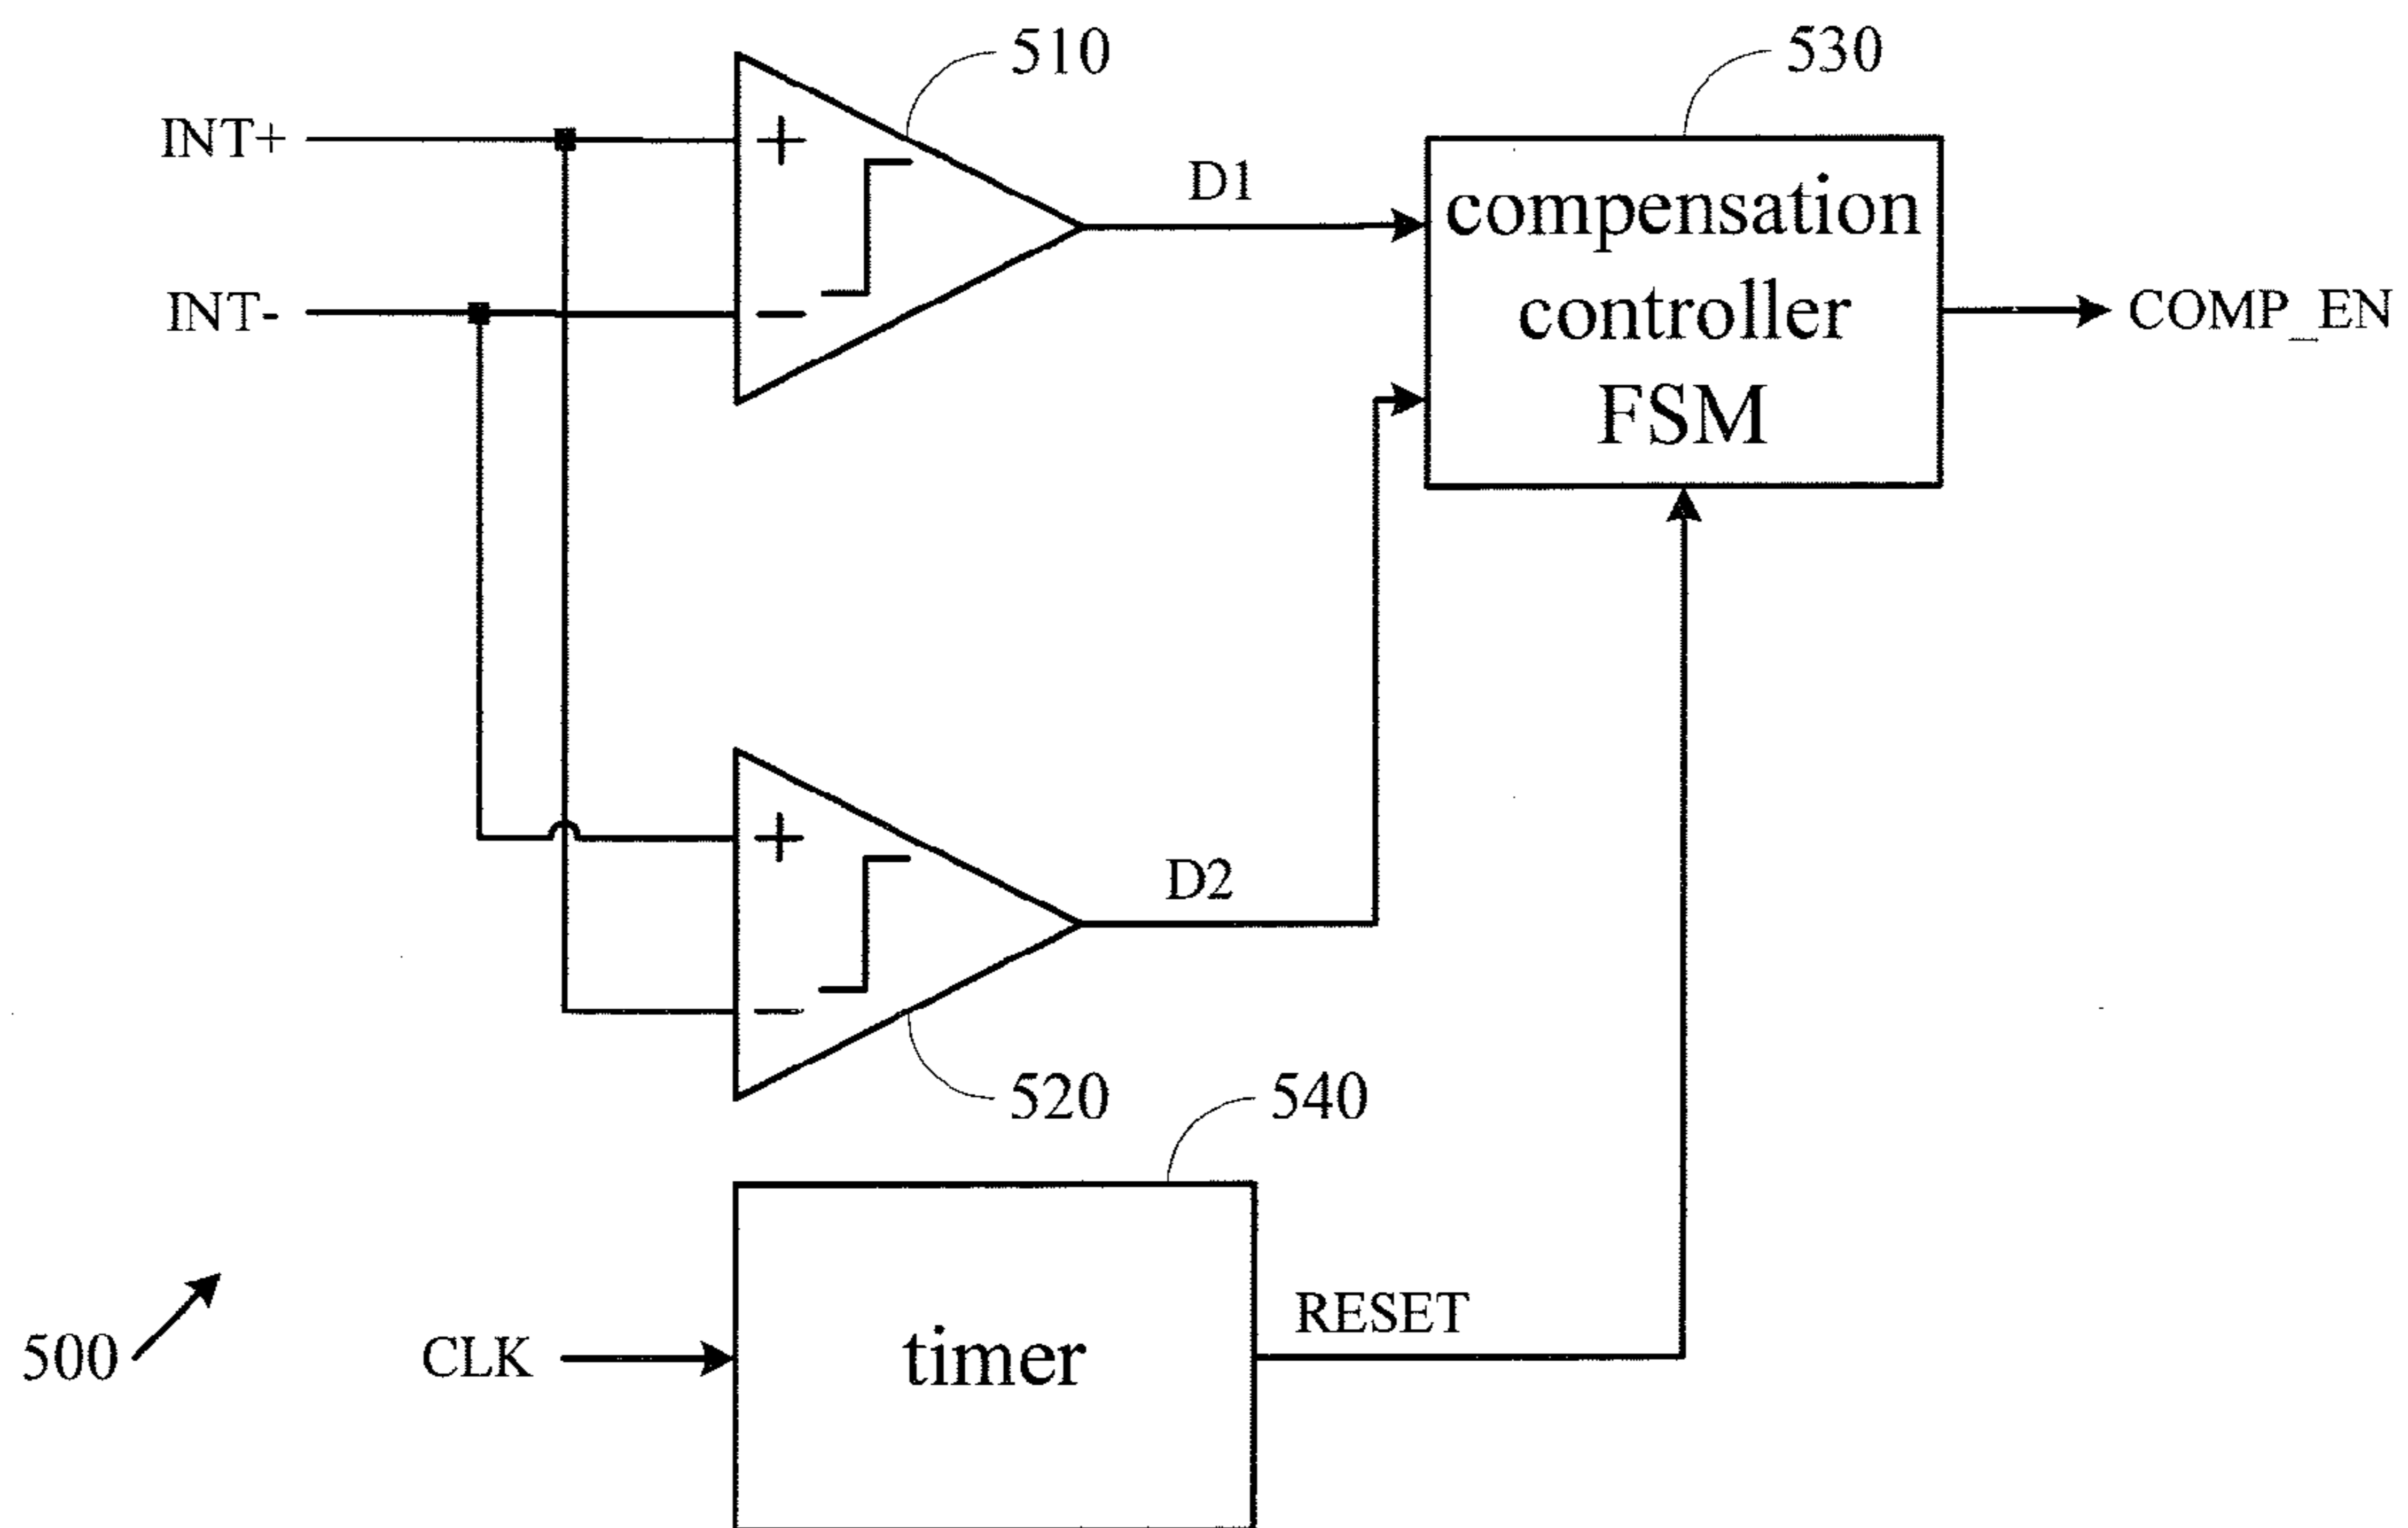 510
530
INT+
+
D1
INT-
−
compensation
controller
FSM
COMP_EN
+
D2
−
520
540
500
CLK
timer
RESET